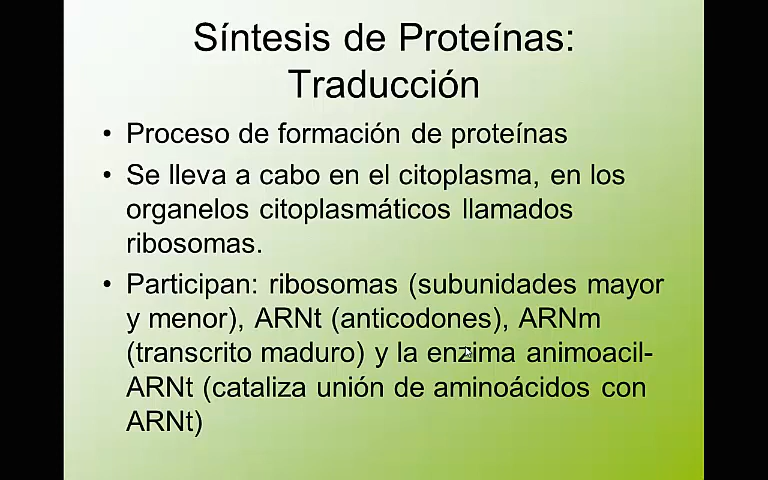 Síntesis de Proteínas:
Traducción
• Proceso de formación de proteínas
• Se lleva a cabo en el citoplasma, en los
organelos citoplasmáticos llamados
ribosomas.
• Participan: ribosomas (subunidades mayor
y menor), ARNt (anticodones), ARNm
(transcrito maduro) y la enzima animoacil-
ARNt (cataliza unión de aminoácidos con
ARNt)